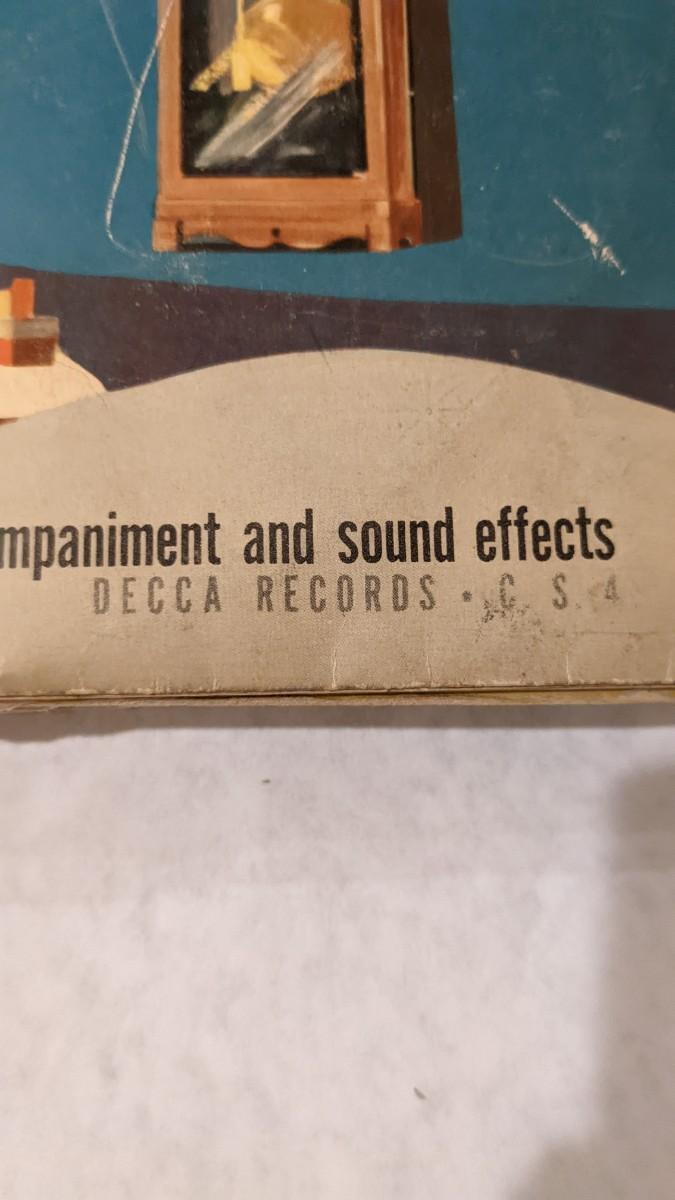 mpaniment and sound effects
DECCA RECORDS • C S 4